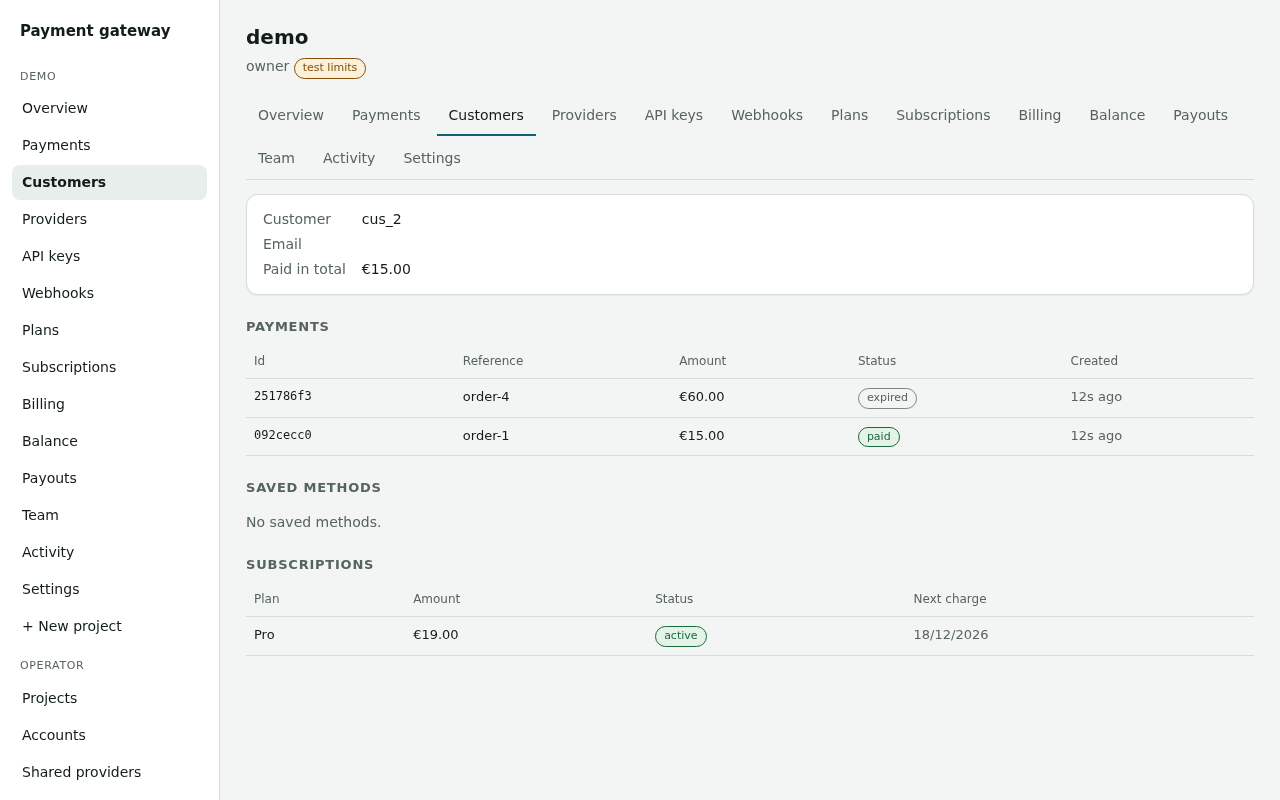 Payment gateway
DEMO
Overview
Payments
Customers
Providers
API keys
Webhooks
Plans
Subscriptions
Billing
Balance
Payouts
Team
Activity
Settings
+ New project
OPERATOR
Projects
Accounts
Shared providers
demo
owner test limits
Overview Payments Customers Providers API keys Webhooks Plans Subscriptions Billing Balance Payouts
Team Activity Settings
Customer cus_2
Email
Paid in total €15.00
PAYMENTS
Id Reference Amount Status Created
251786f3 order-4 €60.00 expired 12s ago
092cecc0 order-1 €15.00 paid 12s ago
SAVED METHODS
No saved methods.
SUBSCRIPTIONS
Plan Amount Status Next charge
Pro €19.00 active 18/12/2026